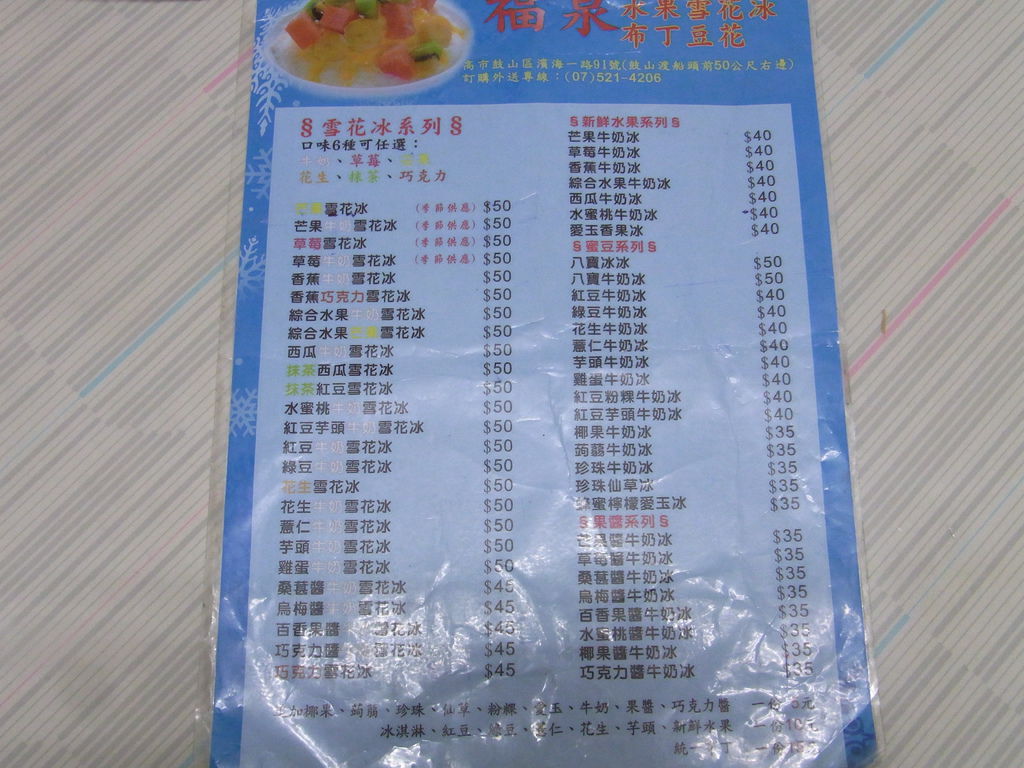 福泉 水果雪花冰
布丁豆花
高市鼓山區濱海一路91號(鼓山渡船頭前50公尺右邊)
訂購外送專線:(07)521-4206
§雪花冰系列§
口味6種可任選:
牛奶、草莓、芒果
花生、抹茶、巧克力
芒果雪花冰 (季節供應) $50
芒果牛奶雪花冰 (季節供應) $50
草莓雪花冰 (季節供應) $50
草莓牛奶雪花冰 (季節供應) $50
香蕉牛奶雪花冰 $50
香蕉巧克力雪花冰 $50
綜合水果牛奶雪花冰 $50
綜合水果芒果雪花冰 $50
西瓜牛奶雪花冰 $50
抹茶西瓜雪花冰 $50
抹茶紅豆雪花冰 $50
水蜜桃牛奶雪花冰 $50
紅豆芋頭牛奶雪花冰 $50
紅豆牛奶雪花冰 $50
綠豆牛奶雪花冰 $50
花生雪花冰 $50
花生牛奶雪花冰 $50
薏仁牛奶雪花冰 $50
芋頭牛奶雪花冰 $50
雞蛋牛奶雪花冰 $50
桑葚醬牛奶雪花冰 $45
烏梅醬牛奶雪花冰 $45
百香果醬 雪花冰 $45
巧克力醬 雪花冰 $45
巧克力雪花冰 $45
§新鮮水果系列§
芒果牛奶冰 $40
草莓牛奶冰 $40
香蕉牛奶冰 $40
綜合水果牛奶冰 $40
西瓜牛奶冰 $40
水蜜桃牛奶冰 $40
愛玉香果冰 $40
§蜜豆系列§
八寶冰冰 $50
八寶牛奶冰 $50
紅豆牛奶冰 $40
綠豆牛奶冰 $40
花生牛奶冰 $40
薏仁牛奶冰 $40
芋頭牛奶冰 $40
雞蛋牛奶冰 $40
紅豆粉粿牛奶冰 $40
紅豆芋頭牛奶冰 $40
椰果牛奶冰 $35
蒟蒻牛奶冰 $35
珍珠牛奶冰 $35
珍珠仙草冰 $35
蜂蜜檸檬愛玉冰 $35
§果醬系列§
芒果醬牛奶冰 $35
草莓醬牛奶冰 $35
桑葚醬牛奶冰 $35
烏梅醬牛奶冰 $35
百香果醬牛奶冰 $35
水蜜桃醬牛奶冰 $35
椰果醬牛奶冰 $35
巧克力醬牛奶冰 $35
加椰果、蒟蒻、珍珠、仙草、粉粿、愛玉、牛奶、果醬、巧克力醬 一份5元
冰淇淋、紅豆、綠豆、薏仁、花生、芋頭、新鮮水果 一份10元
統一布丁 一份